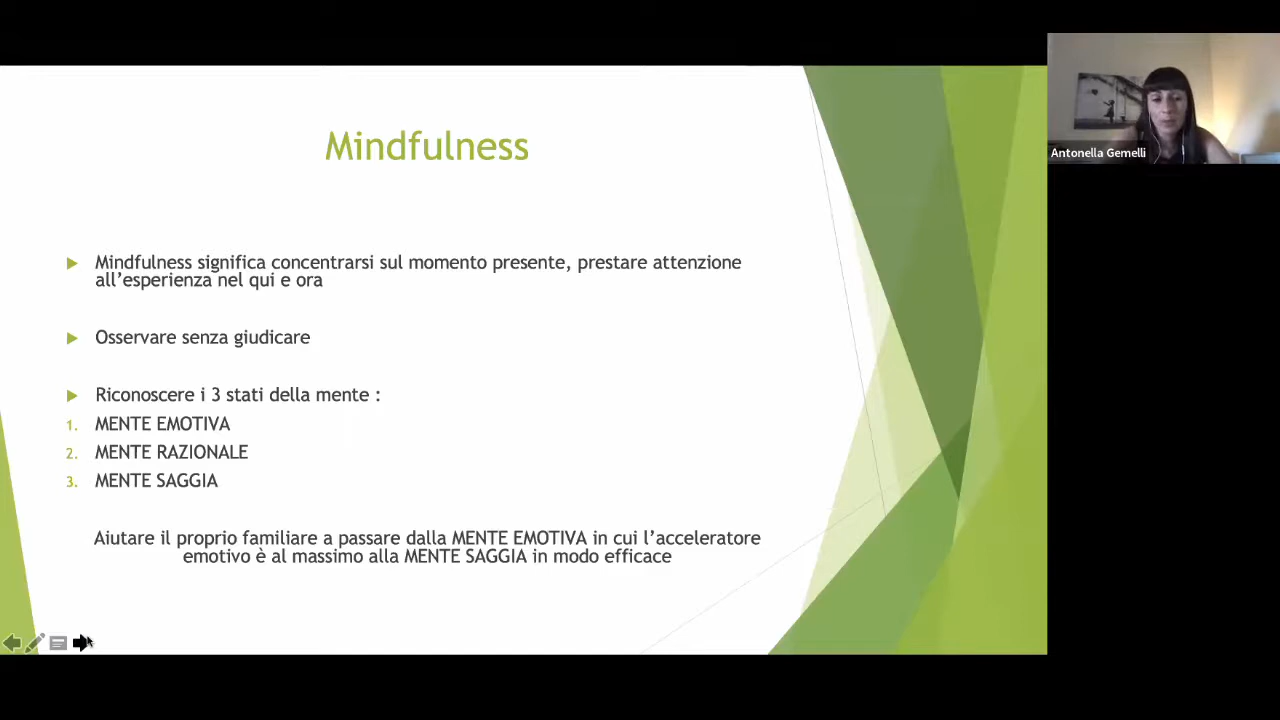 Mindfulness
Mindfulness significa concentrarsi sul momento presente, prestare attenzione
all’esperienza nel qui e ora
Osservare senza giudicare
Riconoscere i 3 stati della mente :
1. MENTE EMOTIVA
2. MENTE RAZIONALE
3. MENTE SAGGIA
Aiutare il proprio familiare a passare dalla MENTE EMOTIVA in cui l’acceleratore
emotivo è al massimo alla MENTE SAGGIA in modo efficace
Antonella Gemelli